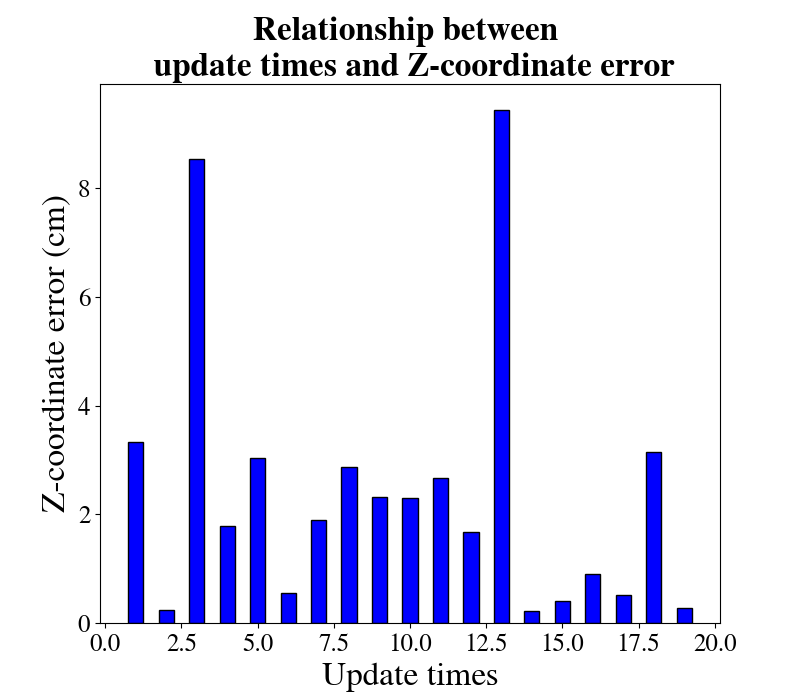 Relationship between
update times and Z-coordinate error
Z-coordinate error (cm)
8
6
4
2
0
0.0 2.5 5.0 7.5 10.0 12.5 15.0 17.5 20.0
Update times